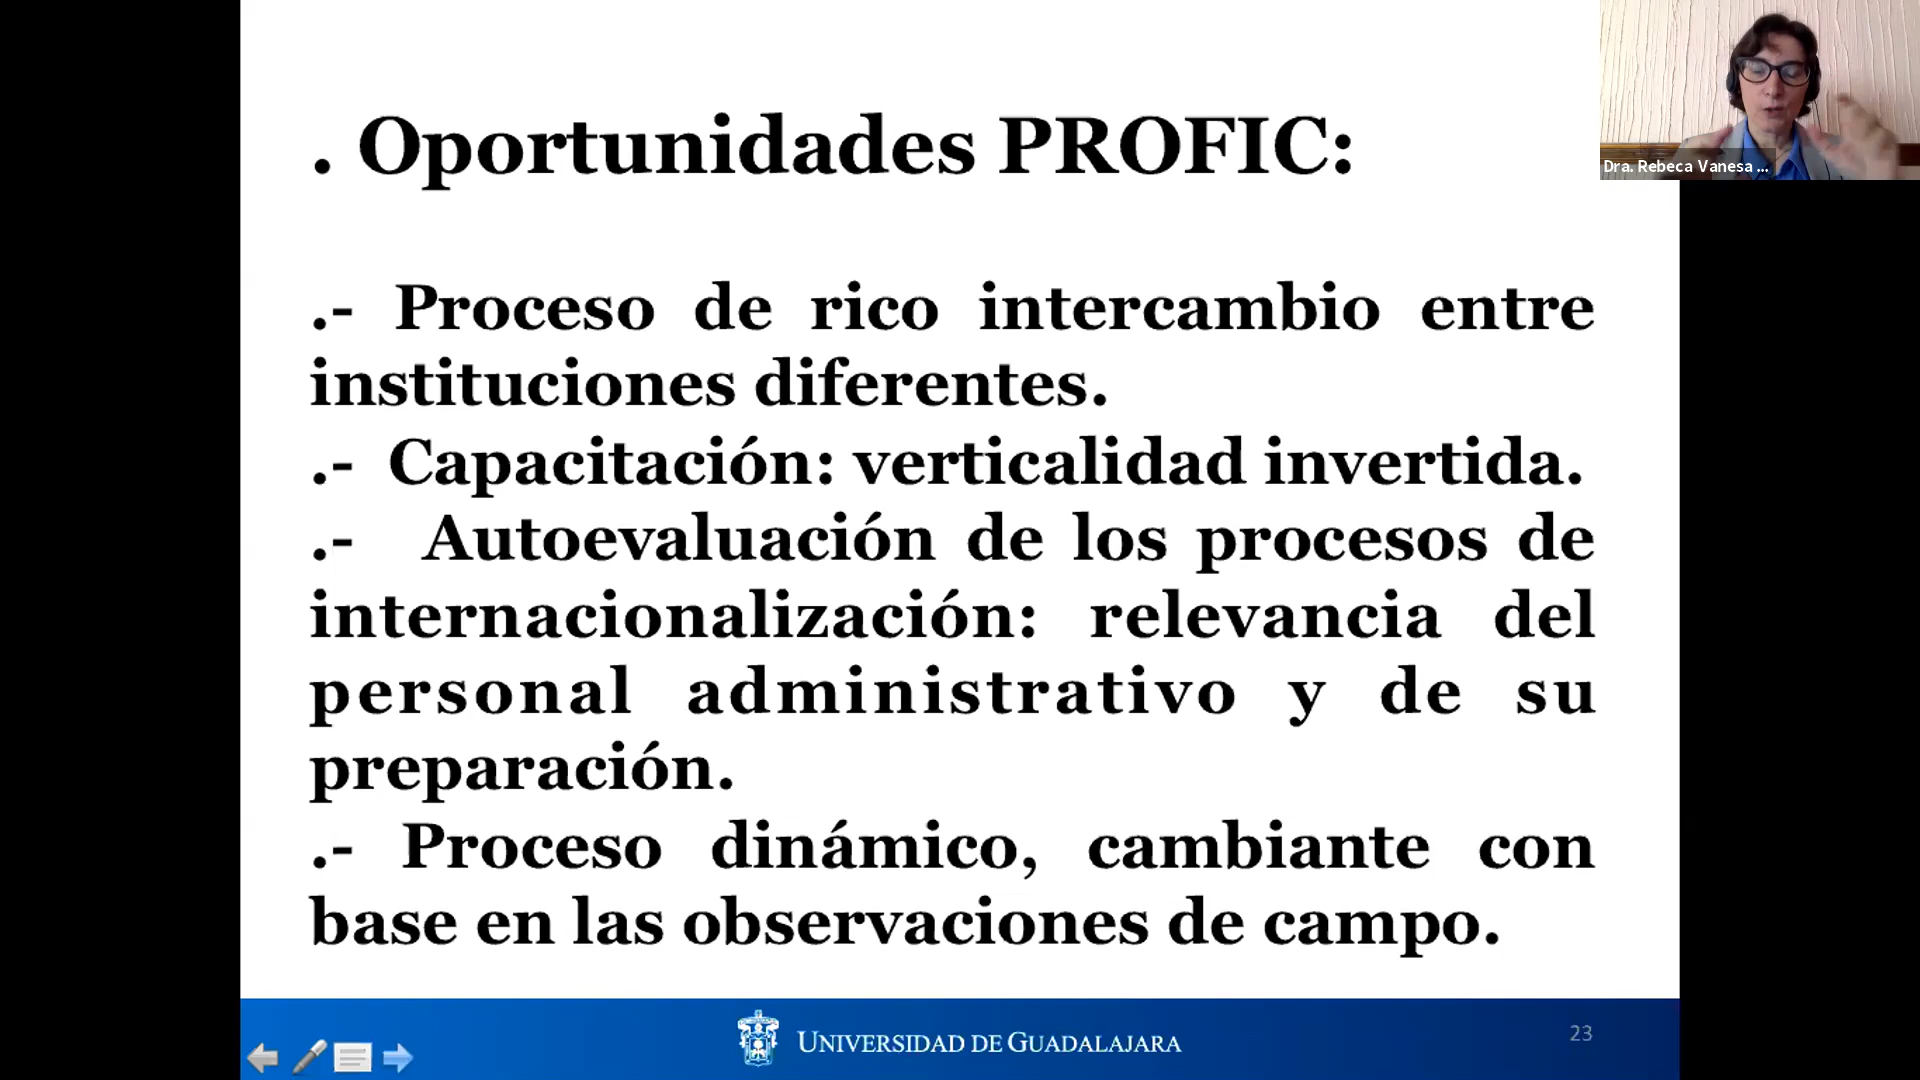 . Oportunidades PROFIC:
.- Proceso de rico intercambio entre
instituciones diferentes.
.- Capacitación: verticalidad invertida.
.- Autoevaluación de los procesos de
internacionalización: relevancia del
personal administrativo y de su
preparación.
.- Proceso dinámico, cambiante con
base en las observaciones de campo.
Dra. Rebeca Vanesa ...
UNIVERSIDAD DE GUADALAJARA
23